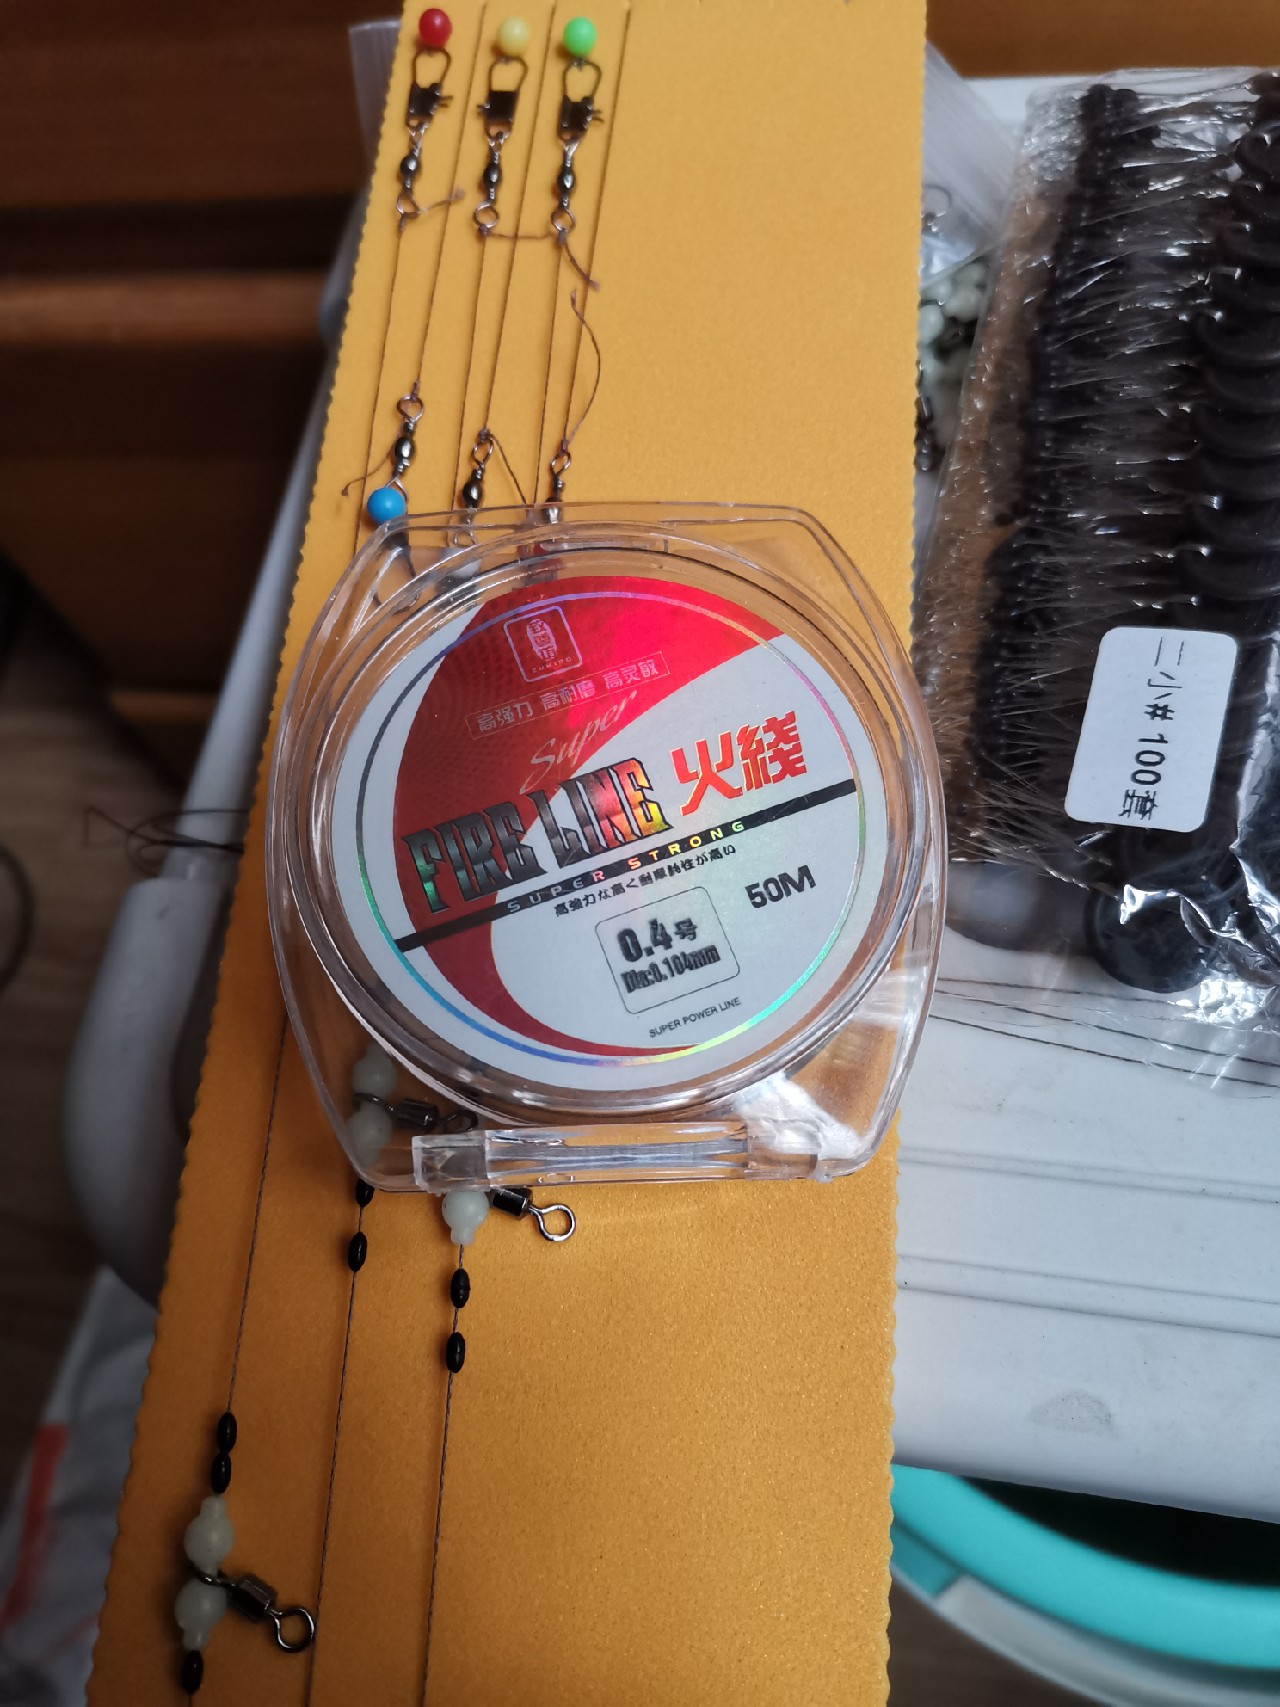 高强力 高耐磨 高灵敏
Super
FIRE LINE 火綫
SUPER STRONG
高強力な高く耐摩耗性が高い
50M
0.4号
Dia:0.104mm
SUPER POWER LINE
二小# 100套